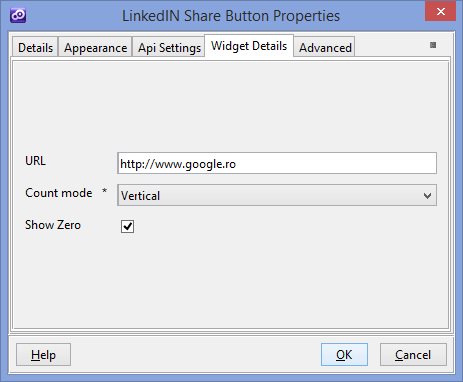 LinkedIN Share Button Properties
Details Appearance Api Settings Widget Details Advanced
URL http://www.google.ro
Count mode * Vertical
Show Zero
Help OK Cancel